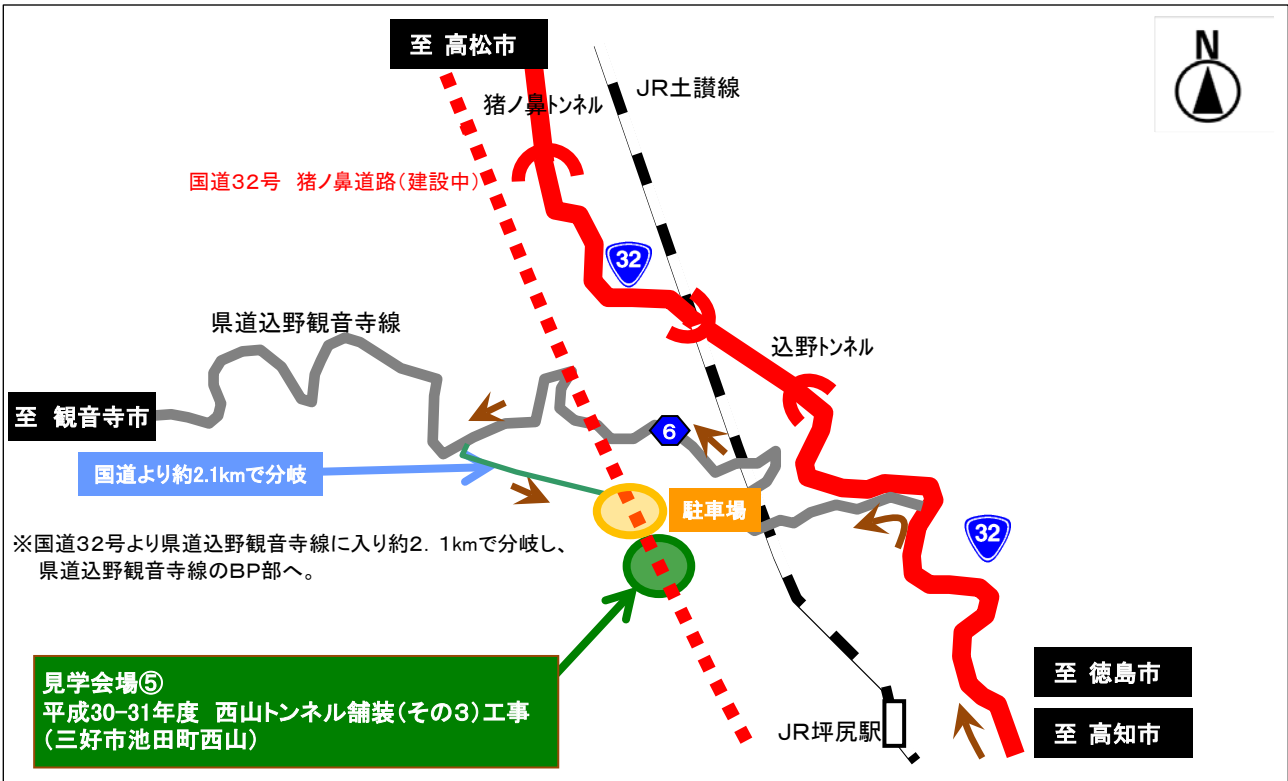 至 高松市
N
JR土讃線
猪ノ鼻トンネル
国道32号 猪ノ鼻道路(建設中)
32
県道込野観音寺線
込野トンネル
至 観音寺市
6
国道より約2.1kmで分岐
駐車場
32
※国道32号より県道込野観音寺線に入り約2.1kmで分岐し、
県道込野観音寺線のBP部へ。
見学会場⑤
平成30-31年度 西山トンネル舗装(その3)工事
(三好市池田町西山)
至 徳島市
至 高知市
JR坪尻駅